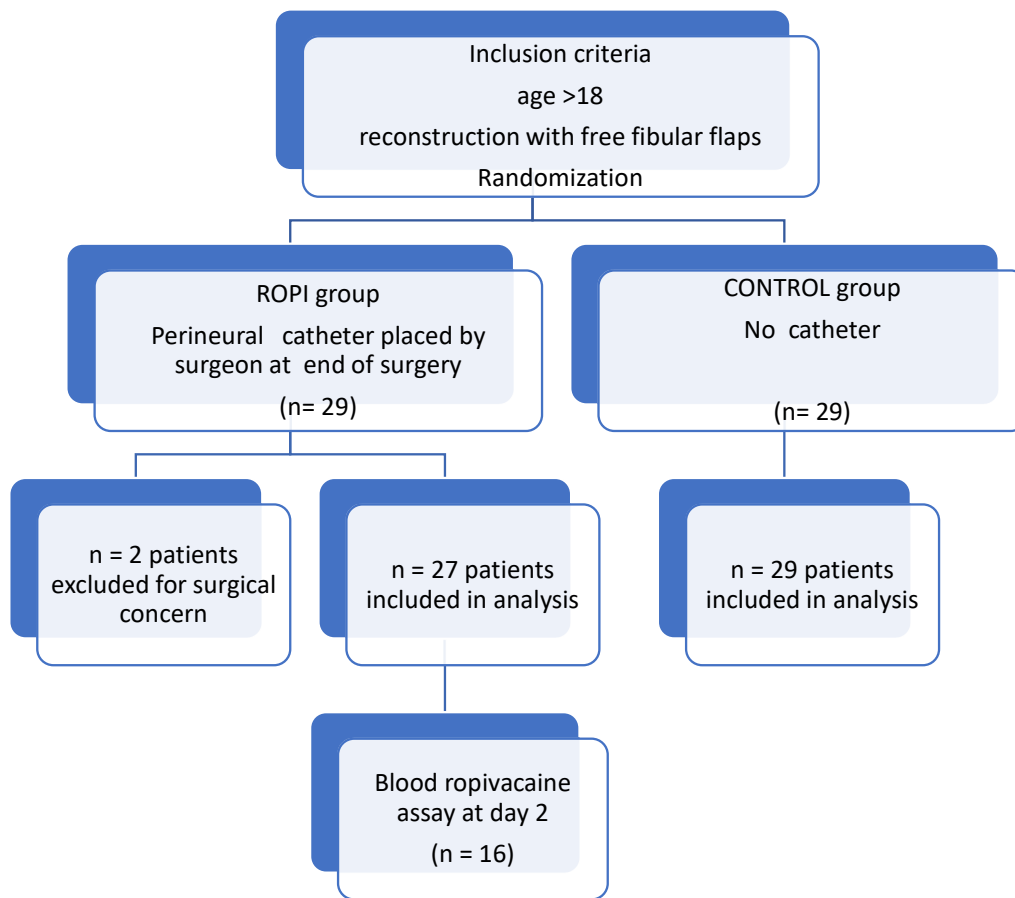 Inclusion criteria
age >18
reconstruction with free fibular flaps
Randomization
ROPI group
Perineural catheter placed by
surgeon at end of surgery
(n= 29)
CONTROL group
No catheter
(n= 29)
n = 2 patients
excluded for surgical
concern
n = 27 patients
included in analysis
n = 29 patients
included in analysis
Blood ropivacaine
assay at day 2
(n = 16)